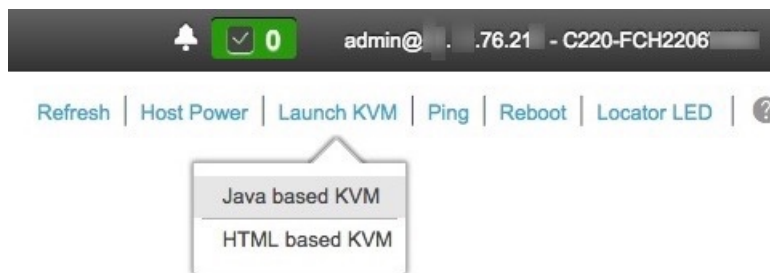 0 admin@ . .76.21 - C220-FCH2206
Refresh | Host Power | Launch KVM | Ping | Reboot | Locator LED | ?
Java based KVM
HTML based KVM